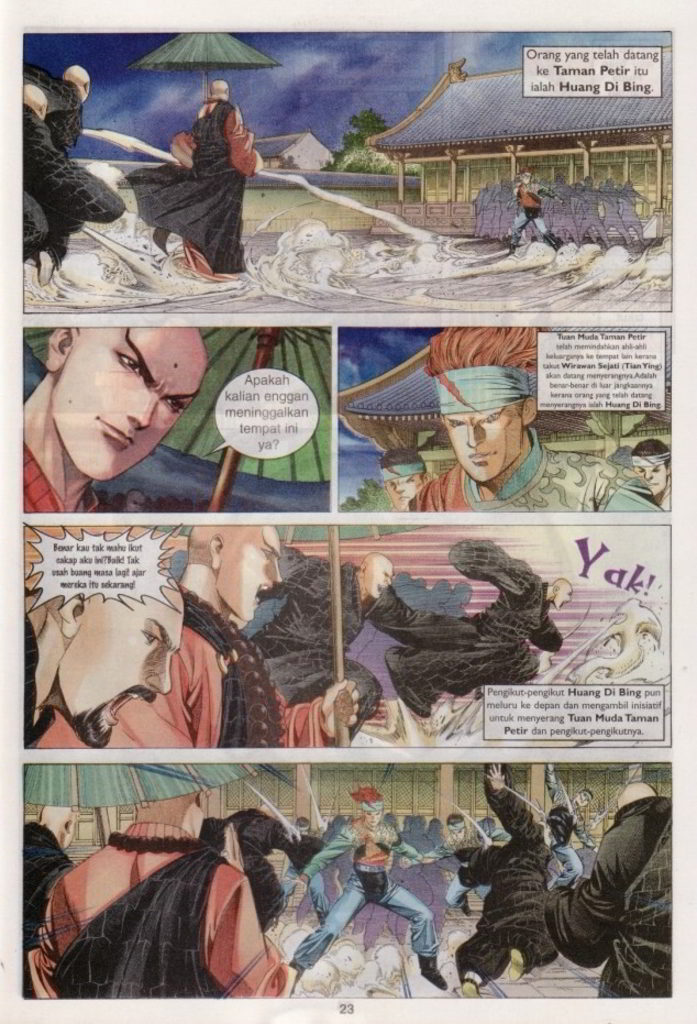 Orang yang telah datang
ke Taman Petir itu
ialah Huang Di Bing.
Apakah
kalian enggan
meninggalkan
tempat ini
ya?
Tuan Muda Taman Petir
telah memindahkan ahli-ahli
keluarganya ke tempat lain kerana
takut Wirawan Sejati (Tian Ying)
akan datang menyerangnya.Adalah
benar-benar di luar jangkaannya
kerana orang yang telah datang
menyerangnya ialah Huang Di Bing.
Benar kau tak mahu ikut
cakap aku ini?Baik! Tak
usah buang masa lagi! ajar
mereka itu sekarang!
Yak!
Pengikut-pengikut Huang Di Bing pun
meluru ke depan dan mengambil inisiatif
untuk menyerang Tuan Muda Taman
Petir dan pengikut-pengikutnya.
23